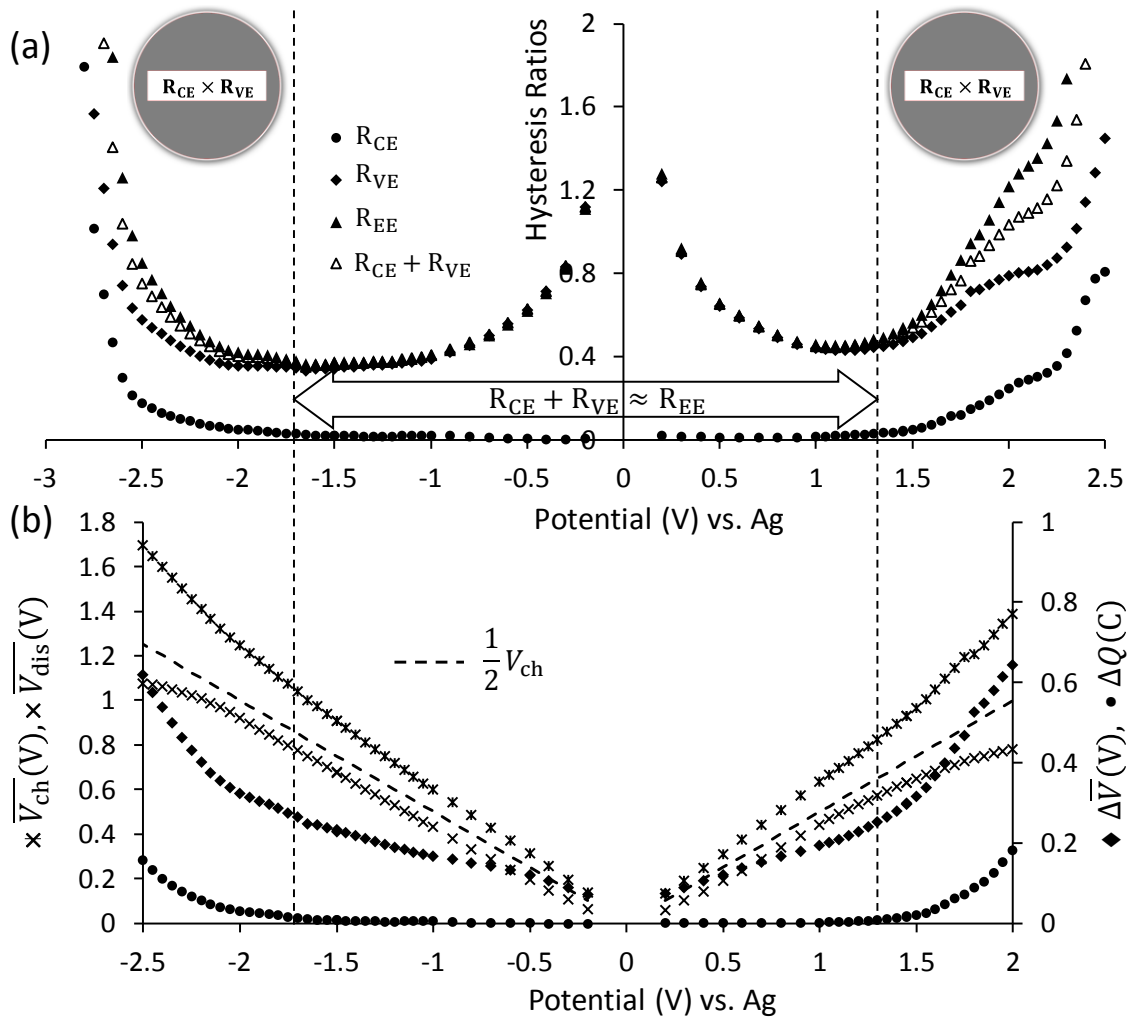 (a)
R_CE × R_VE
R_CE × R_VE
R_CE
R_VE
R_EE
R_CE + R_VE
Hysteresis Ratios
2
1.6
1.2
0.8
0.4
0
R_CE + R_VE ≈ R_EE
-3 -2.5 -2 -1.5 -1 -0.5 0 0.5 1 1.5 2 2.5
Potential (V) vs. Ag
(b)
× V̅_ch(V), × V̅_dis(V)
1.8
1.6
1.4
1.2
1
0.8
0.6
0.4
0.2
0
1/2 V_ch
1
0.8
0.6
0.4
0.2
0
◆ ΔV̅(V), ● ΔQ(C)
-2.5 -2 -1.5 -1 -0.5 0 0.5 1 1.5 2
Potential (V) vs. Ag